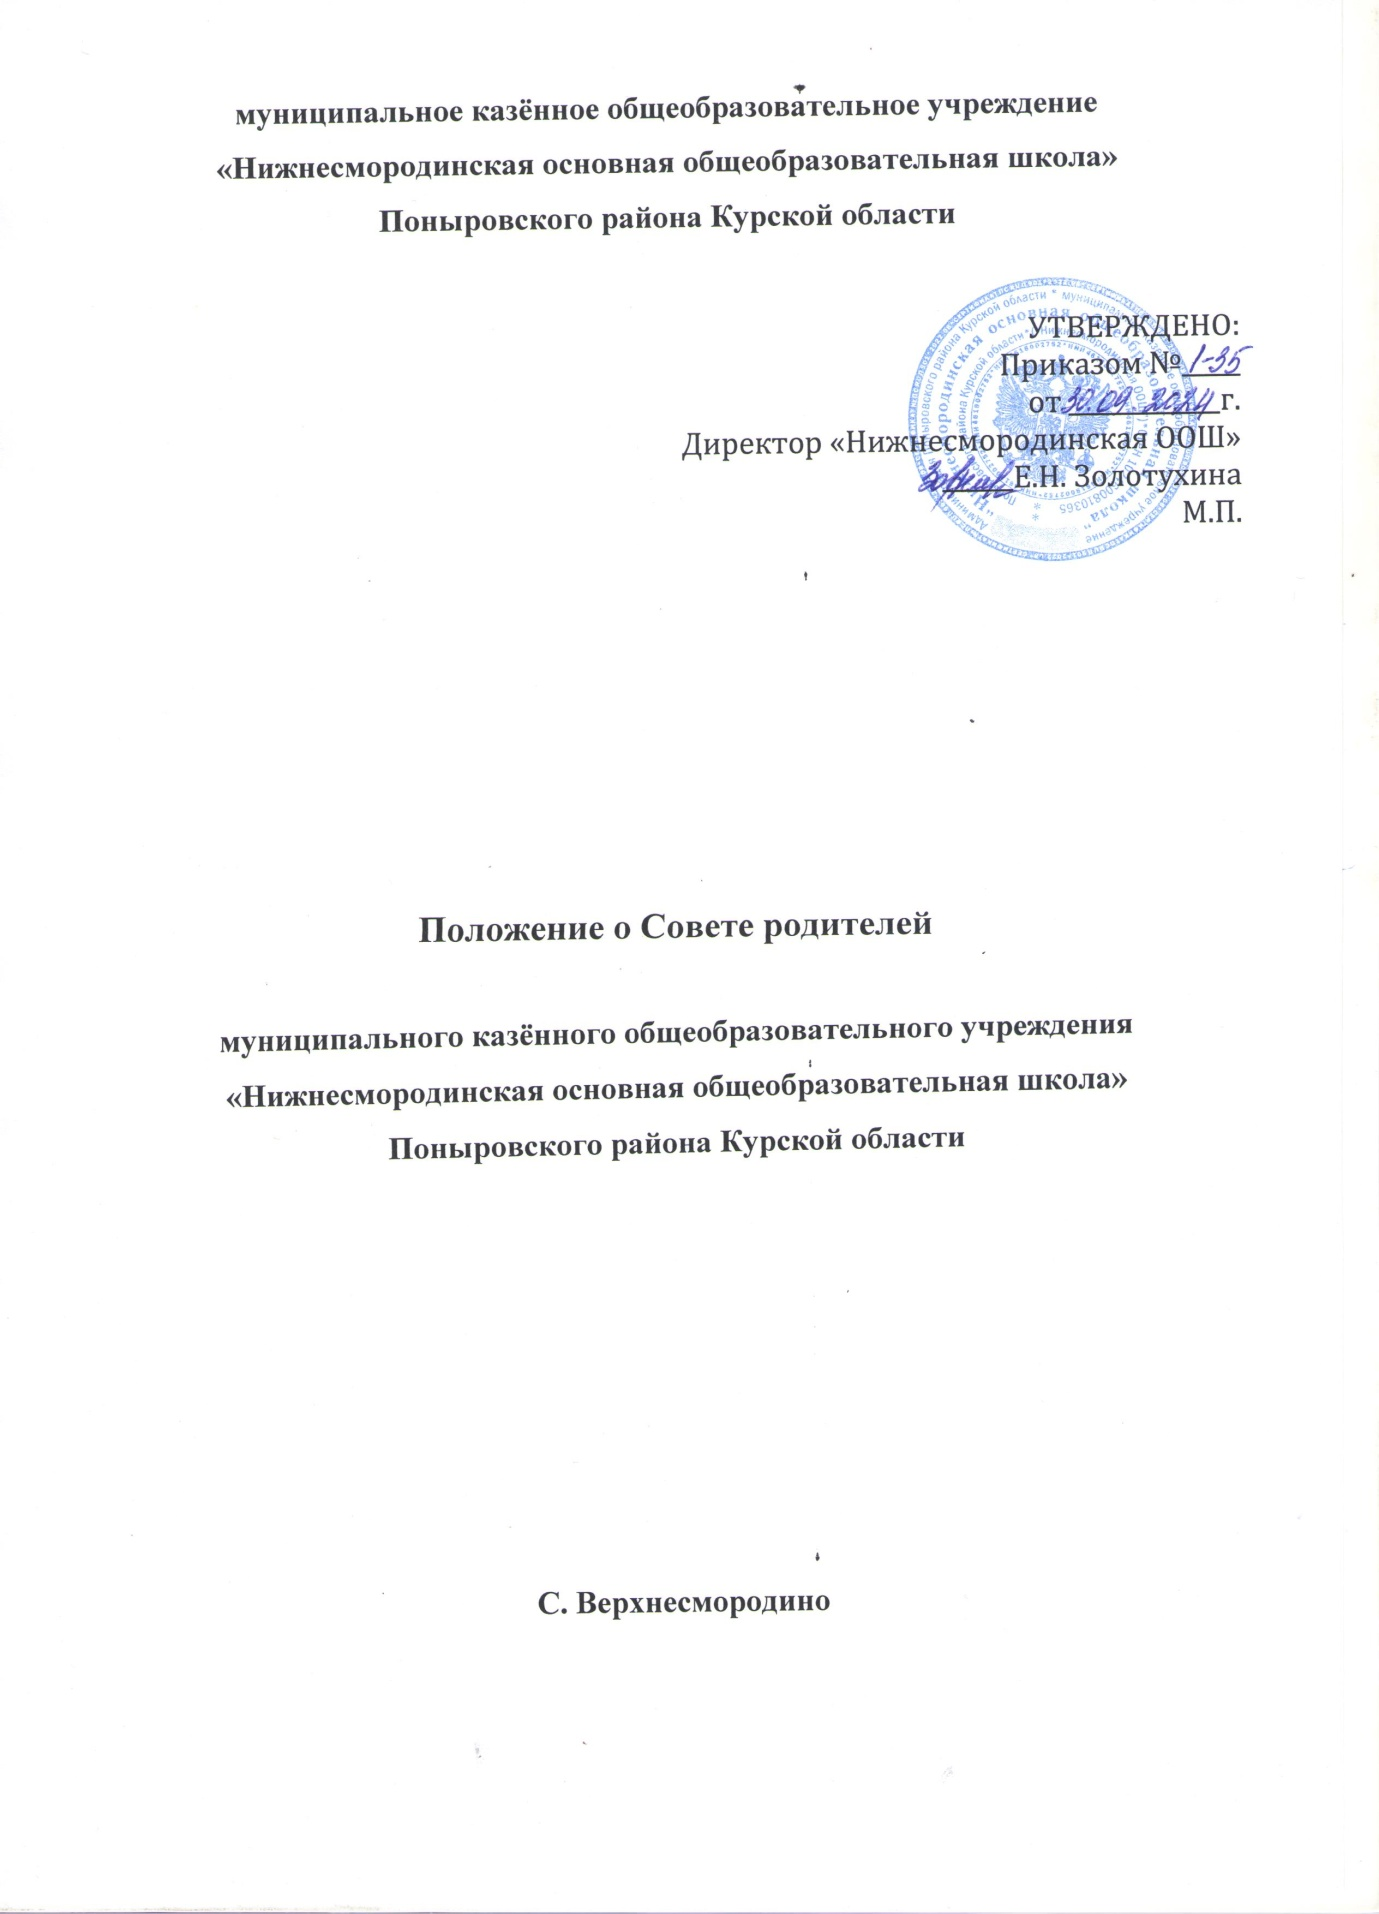 муниципальное казённое общеобразовательное учреждение
«Нижнесмородинская основная общеобразовательная школа»
Поныровского района Курской области
УТВЕРЖДЕНО:
Приказом № 1-35
от 30.09.2024 г.
Директор «Нижнесмородинская ООШ»
Е.Н. Золотухина
М.П.
Положение о Совете родителей
муниципального казённого общеобразовательного учреждения
«Нижнесмородинская основная общеобразовательная школа»
Поныровского района Курской области
С. Верхнесмородино